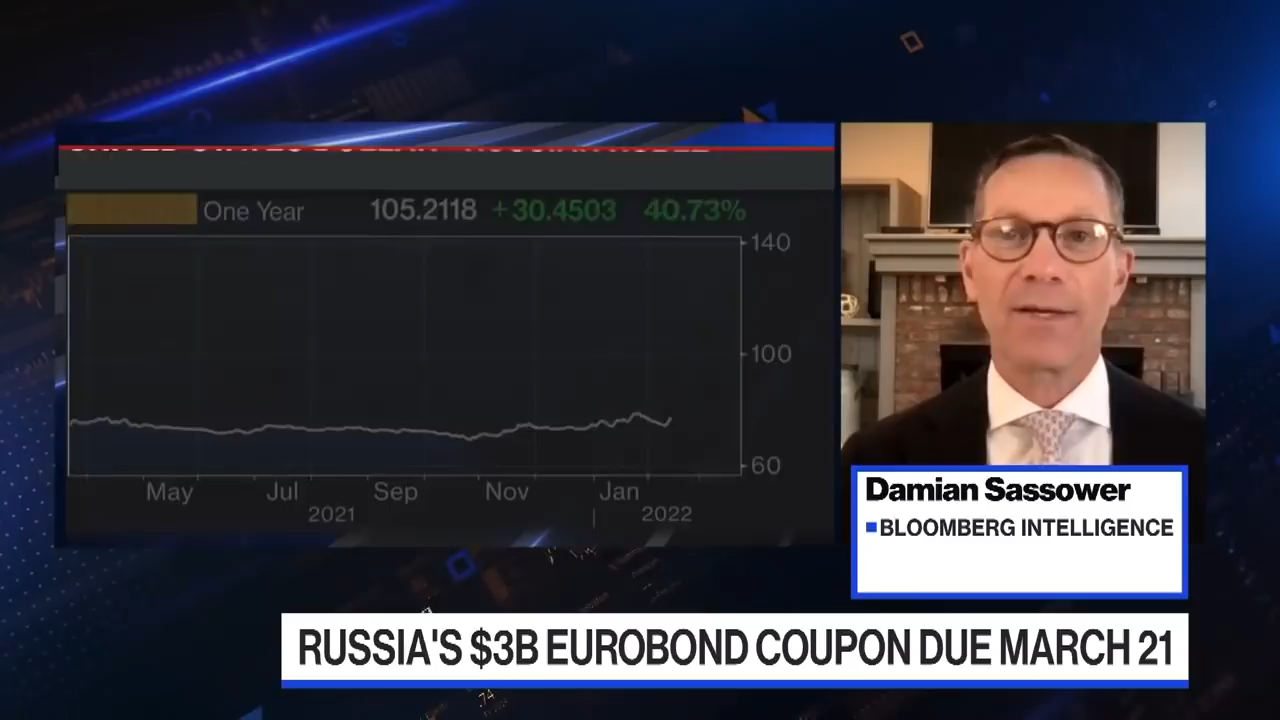 One Year 105.2118 +30.4503 40.73%
140
100
60
May Jul Sep Nov Jan
2021 2022
Damian Sassower
BLOOMBERG INTELLIGENCE
RUSSIA'S $3B EUROBOND COUPON DUE MARCH 21
74